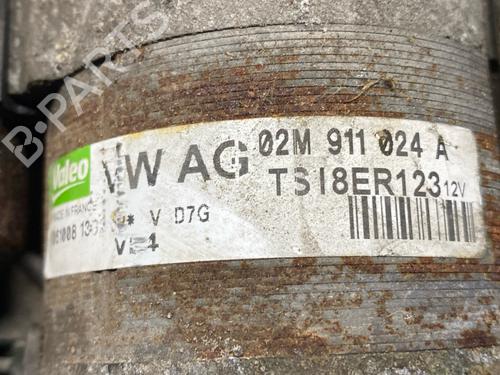 B-PARTS
Valeo
VW AG
02M 911 024 A
TS18ER123 12V
MADE IN FRANCE
V D7G